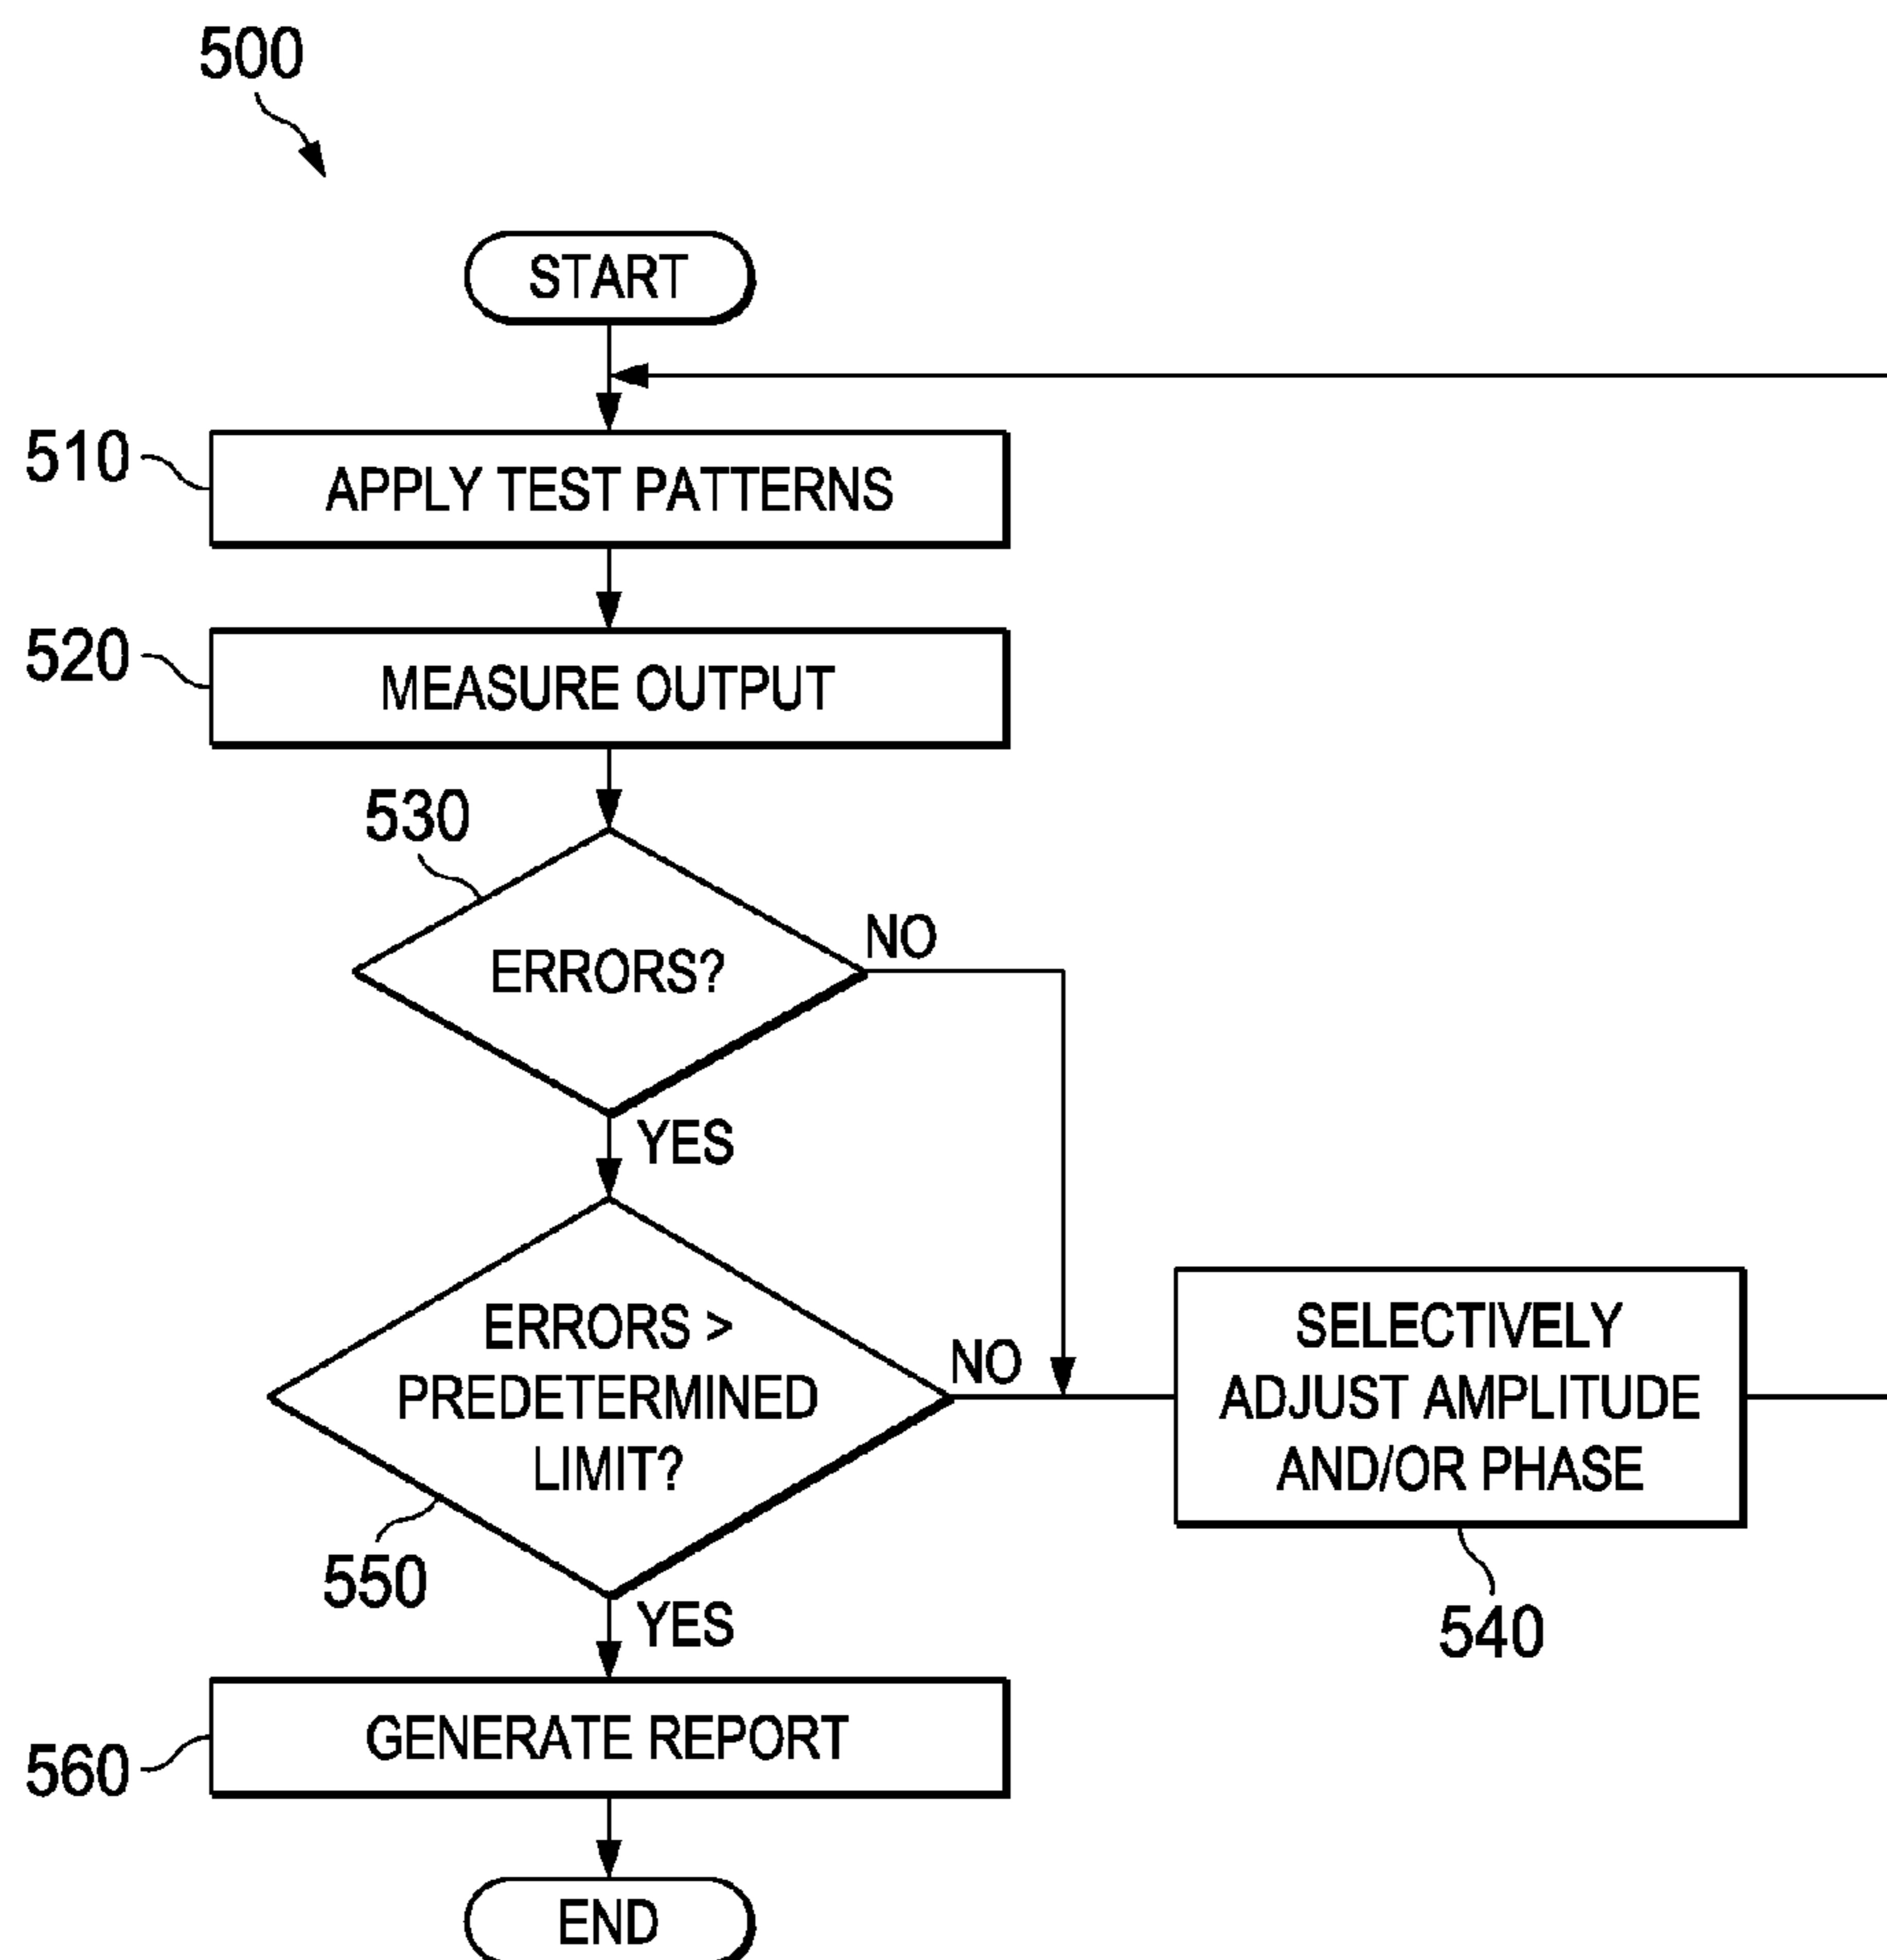 500
START
510
APPLY TEST PATTERNS
520
MEASURE OUTPUT
530
ERRORS?
NO
YES
ERRORS >
PREDETERMINED
LIMIT?
NO
550
YES
SELECTIVELY
ADJUST AMPLITUDE
AND/OR PHASE
540
GENERATE REPORT
560
END